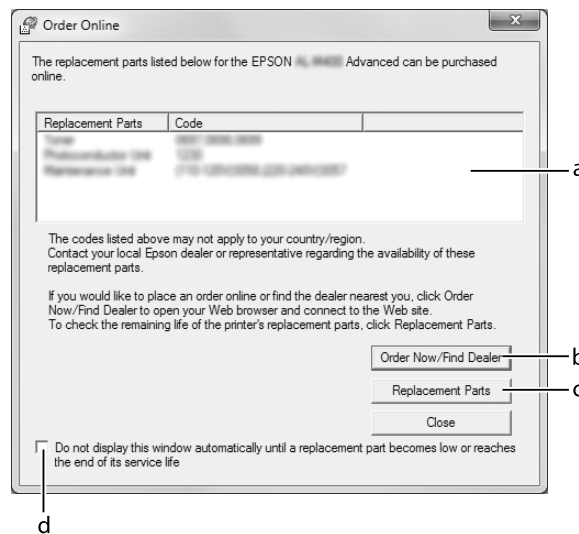 Order Online
The replacement parts listed below for the EPSON Advanced can be purchased
online.
Replacement Parts Code
a
The codes listed above may not apply to your country/region.
Contact your local Epson dealer or representative regarding the availability of these
replacement parts.
If you would like to place an order online or find the dealer nearest you, click Order
Now/Find Dealer to open your Web browser and connect to the Web site.
To check the remaining life of the printer's replacement parts, click Replacement Parts.
Order Now/Find Dealer b
Replacement Parts c
Close
Do not display this window automatically until a replacement part becomes low or reaches
the end of its service life
d